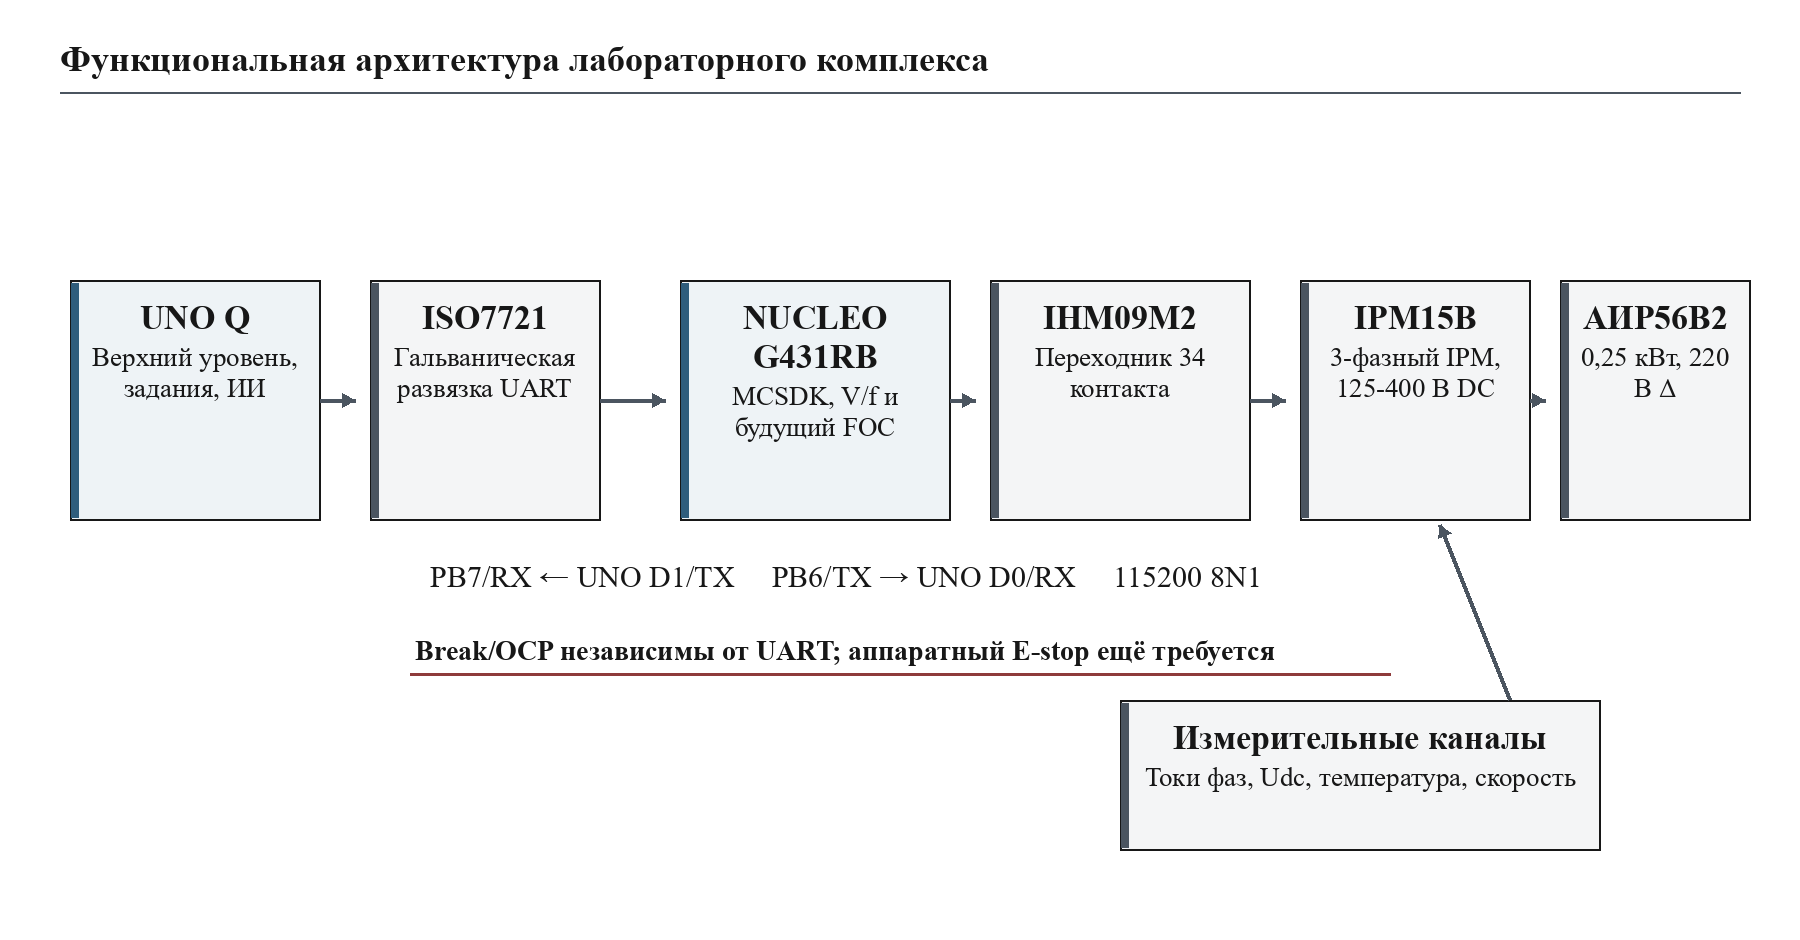 Функциональная архитектура лабораторного комплекса
UNO Q
Верхний уровень,
задания, ИИ
ISO7721
Гальваническая
развязка UART
NUCLEO
G431RB
MCSDK, V/f и
будущий FOC
IHM09M2
Переходник 34
контакта
IPM15B
3-фазный IPM,
125-400 В DC
АИР56В2
0,25 кВт, 220
В Δ
PB7/RX ← UNO D1/TX PB6/TX → UNO D0/RX 115200 8N1
Break/OCP независимы от UART; аппаратный E-stop ещё требуется
Измерительные каналы
Токи фаз, Udc, температура, скорость